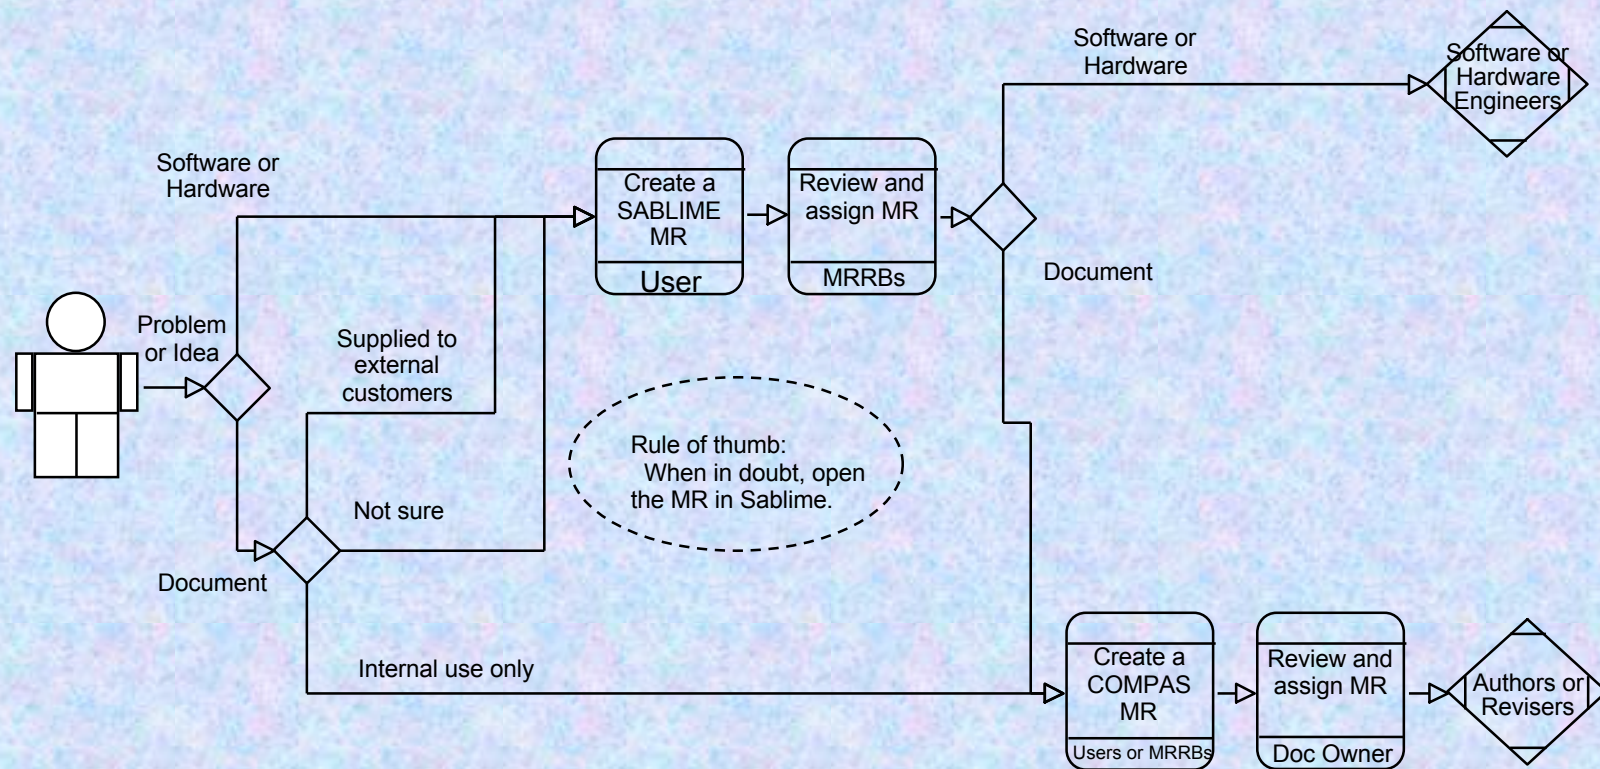 Software or
Hardware
Software or
Hardware
Engineers
Software or
Hardware
Create a
SABLIME
MR
User
Review and
assign MR
MRRBs
Document
Problem
or Idea
Supplied to
external
customers
Rule of thumb:
When in doubt, open
the MR in Sablime.
Not sure
Document
Internal use only
Create a
COMPAS
MR
Users or MRRBs
Review and
assign MR
Doc Owner
Authors or
Revisers